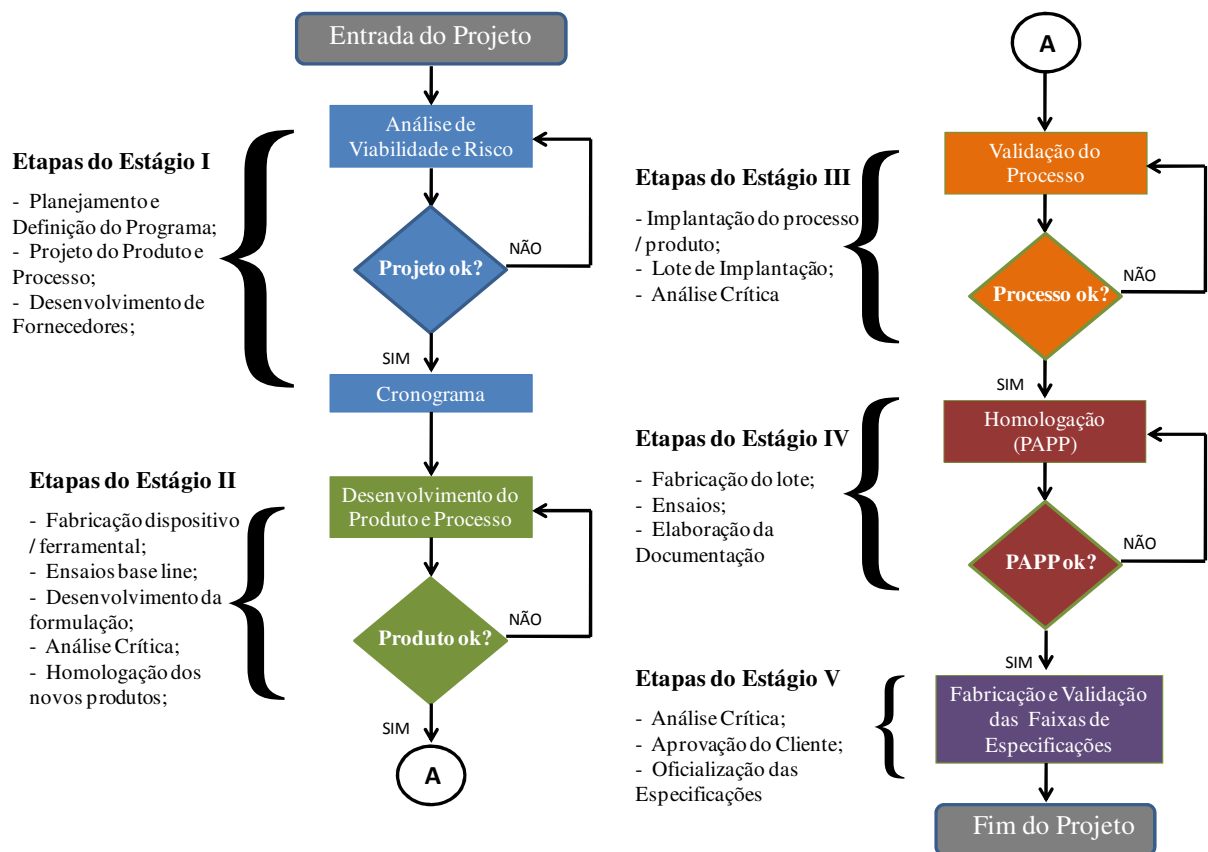 Entrada do Projeto
Análise de
Viabilidade e Risco
Etapas do Estágio I
- Planejamento e
Definição do Programa;
- Projeto do Produto e
Processo;
- Desenvolvimento de
Fornecedores;
Projeto ok?
NÃO
SIM
Cronograma
Etapas do Estágio II
- Fabricação dispositivo
/ ferramental;
- Ensaios base line;
- Desenvolvimento da
formulação;
- Análise Crítica;
- Homologação dos
novos produtos;
Desenvolvimento do
Produto e Processo
Produto ok?
NÃO
SIM
A
A
Validação do
Processo
Etapas do Estágio III
- Implantação do processo
/ produto;
- Lote de Implantação;
- Análise Crítica
Processo ok?
NÃO
SIM
Homologação
(PAPP)
Etapas do Estágio IV
- Fabricação do lote;
- Ensaios;
- Elaboração da
Documentação
PAPP ok?
NÃO
SIM
Etapas do Estágio V
- Análise Crítica;
- Aprovação do Cliente;
- Oficialização das
Especificações
Fabricação e Validação
das Faixas de
Especificações
Fim do Projeto